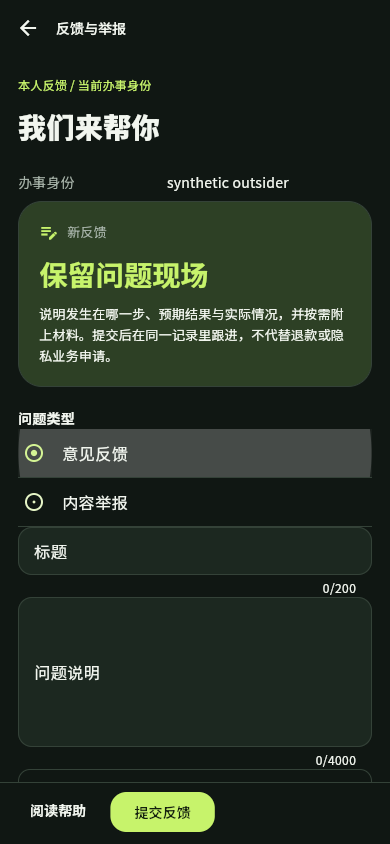 反馈与举报
本人反馈 / 当前办事身份
我们来帮你
办事身份 synthetic outsider
新反馈
保留问题现场
说明发生在哪一步、预期结果与实际情况，并按需附
上材料。提交后在同一记录里跟进，不代替退款或隐
私业务申请。
问题类型
意见反馈
内容举报
标题
0/200
问题说明
0/4000
阅读帮助 提交反馈